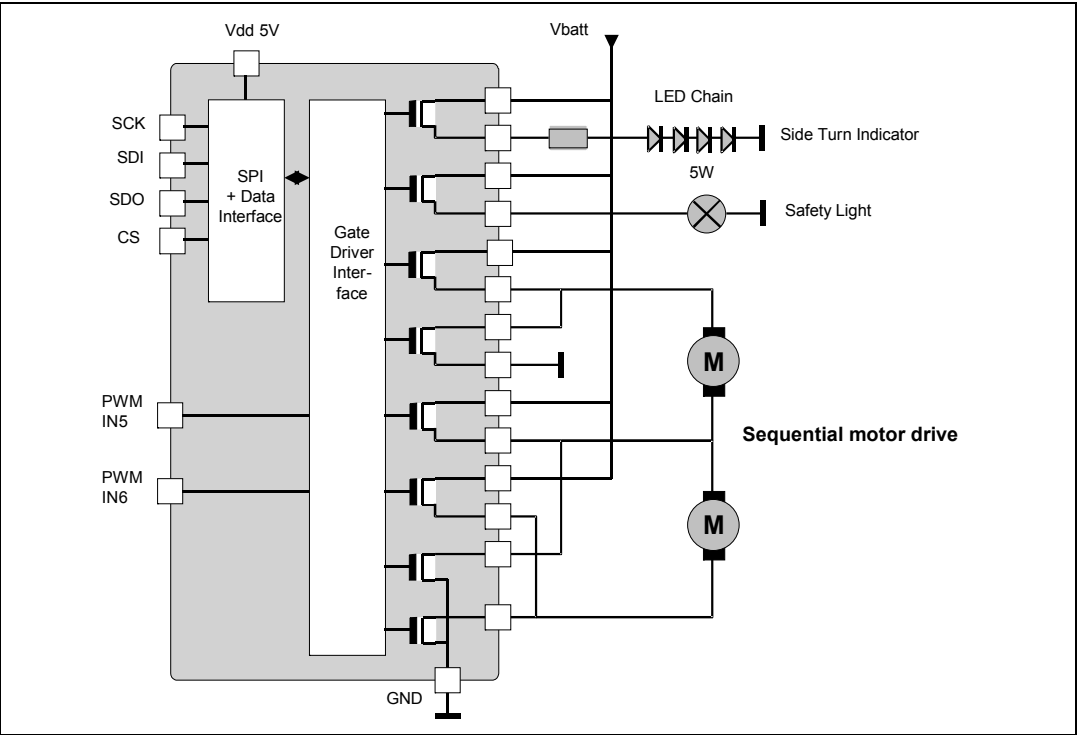 Vdd 5V
Vbatt
SCK
SDI
SDO
CS
SPI
+ Data
Interface
Gate
Driver
Inter-
face
LED Chain
Side Turn Indicator
5W
Safety Light
M
PWM
IN5
Sequential motor drive
PWM
IN6
M
GND